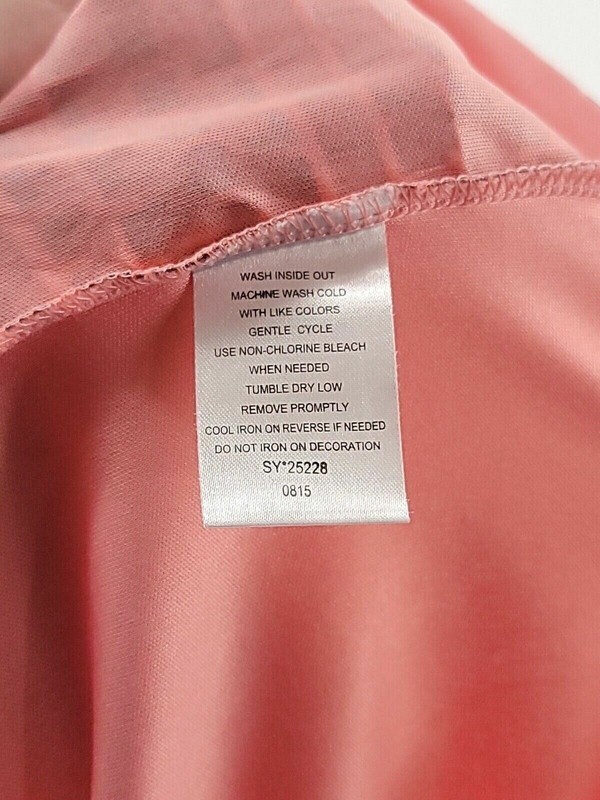 WASH INSIDE OUT
MACHINE WASH COLD
WITH LIKE COLORS
GENTLE CYCLE
USE NON-CHLORINE BLEACH
WHEN NEEDED
TUMBLE DRY LOW
REMOVE PROMPTLY
COOL IRON ON REVERSE IF NEEDED
DO NOT IRON ON DECORATION
SY*25228
0815